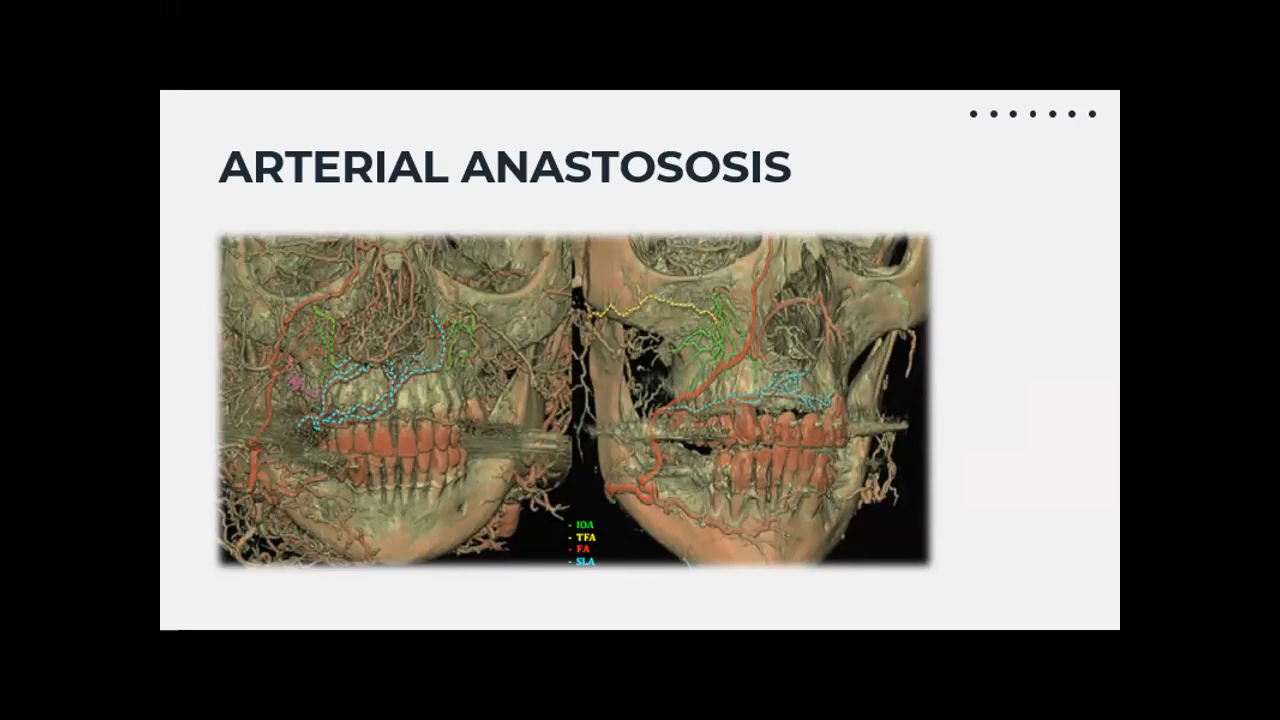 ARTERIAL ANASTOSOSIS
- IOA
- TFA
- FA
- SLA